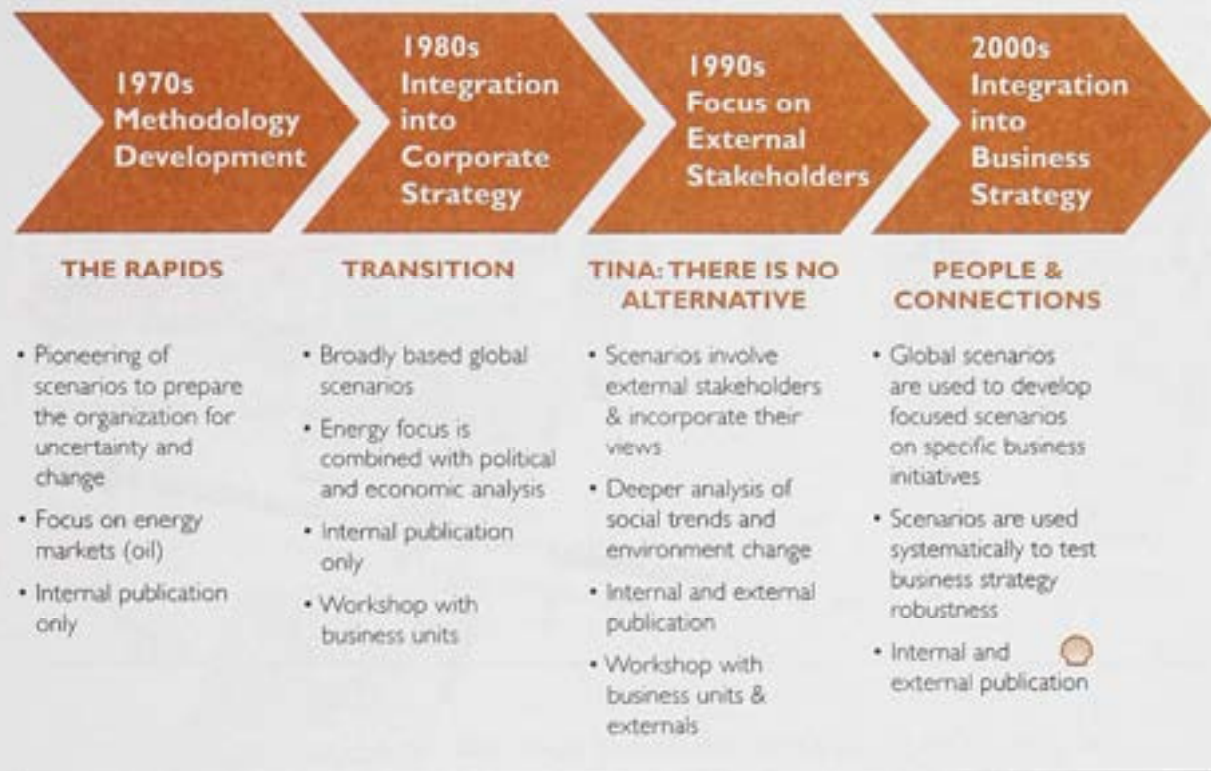 1970s
Methodology
Development
1980s
Integration
into
Corporate
Strategy
1990s
Focus on
External
Stakeholders
2000s
Integration
into
Business
Strategy
THE RAPIDS
• Pioneering of
scenarios to prepare
the organization for
uncertainty and
change
• Focus on energy
markets (oil)
• Internal publication
only
TRANSITION
• Broadly based global
scenarios
• Energy focus is
combined with political
and economic analysis
• Internal publication
only
• Workshop with
business units
TINA: THERE IS NO
ALTERNATIVE
• Scenarios involve
external stakeholders
& incorporate their
views
• Deeper analysis of
social trends and
environment change
• Internal and external
publication
• Workshop with
business units &
externals
PEOPLE &
CONNECTIONS
• Global scenarios
are used to develop
focused scenarios
on specific business
initiatives
• Scenarios are used
systematically to test
business strategy
robustness
• Internal and
external publication